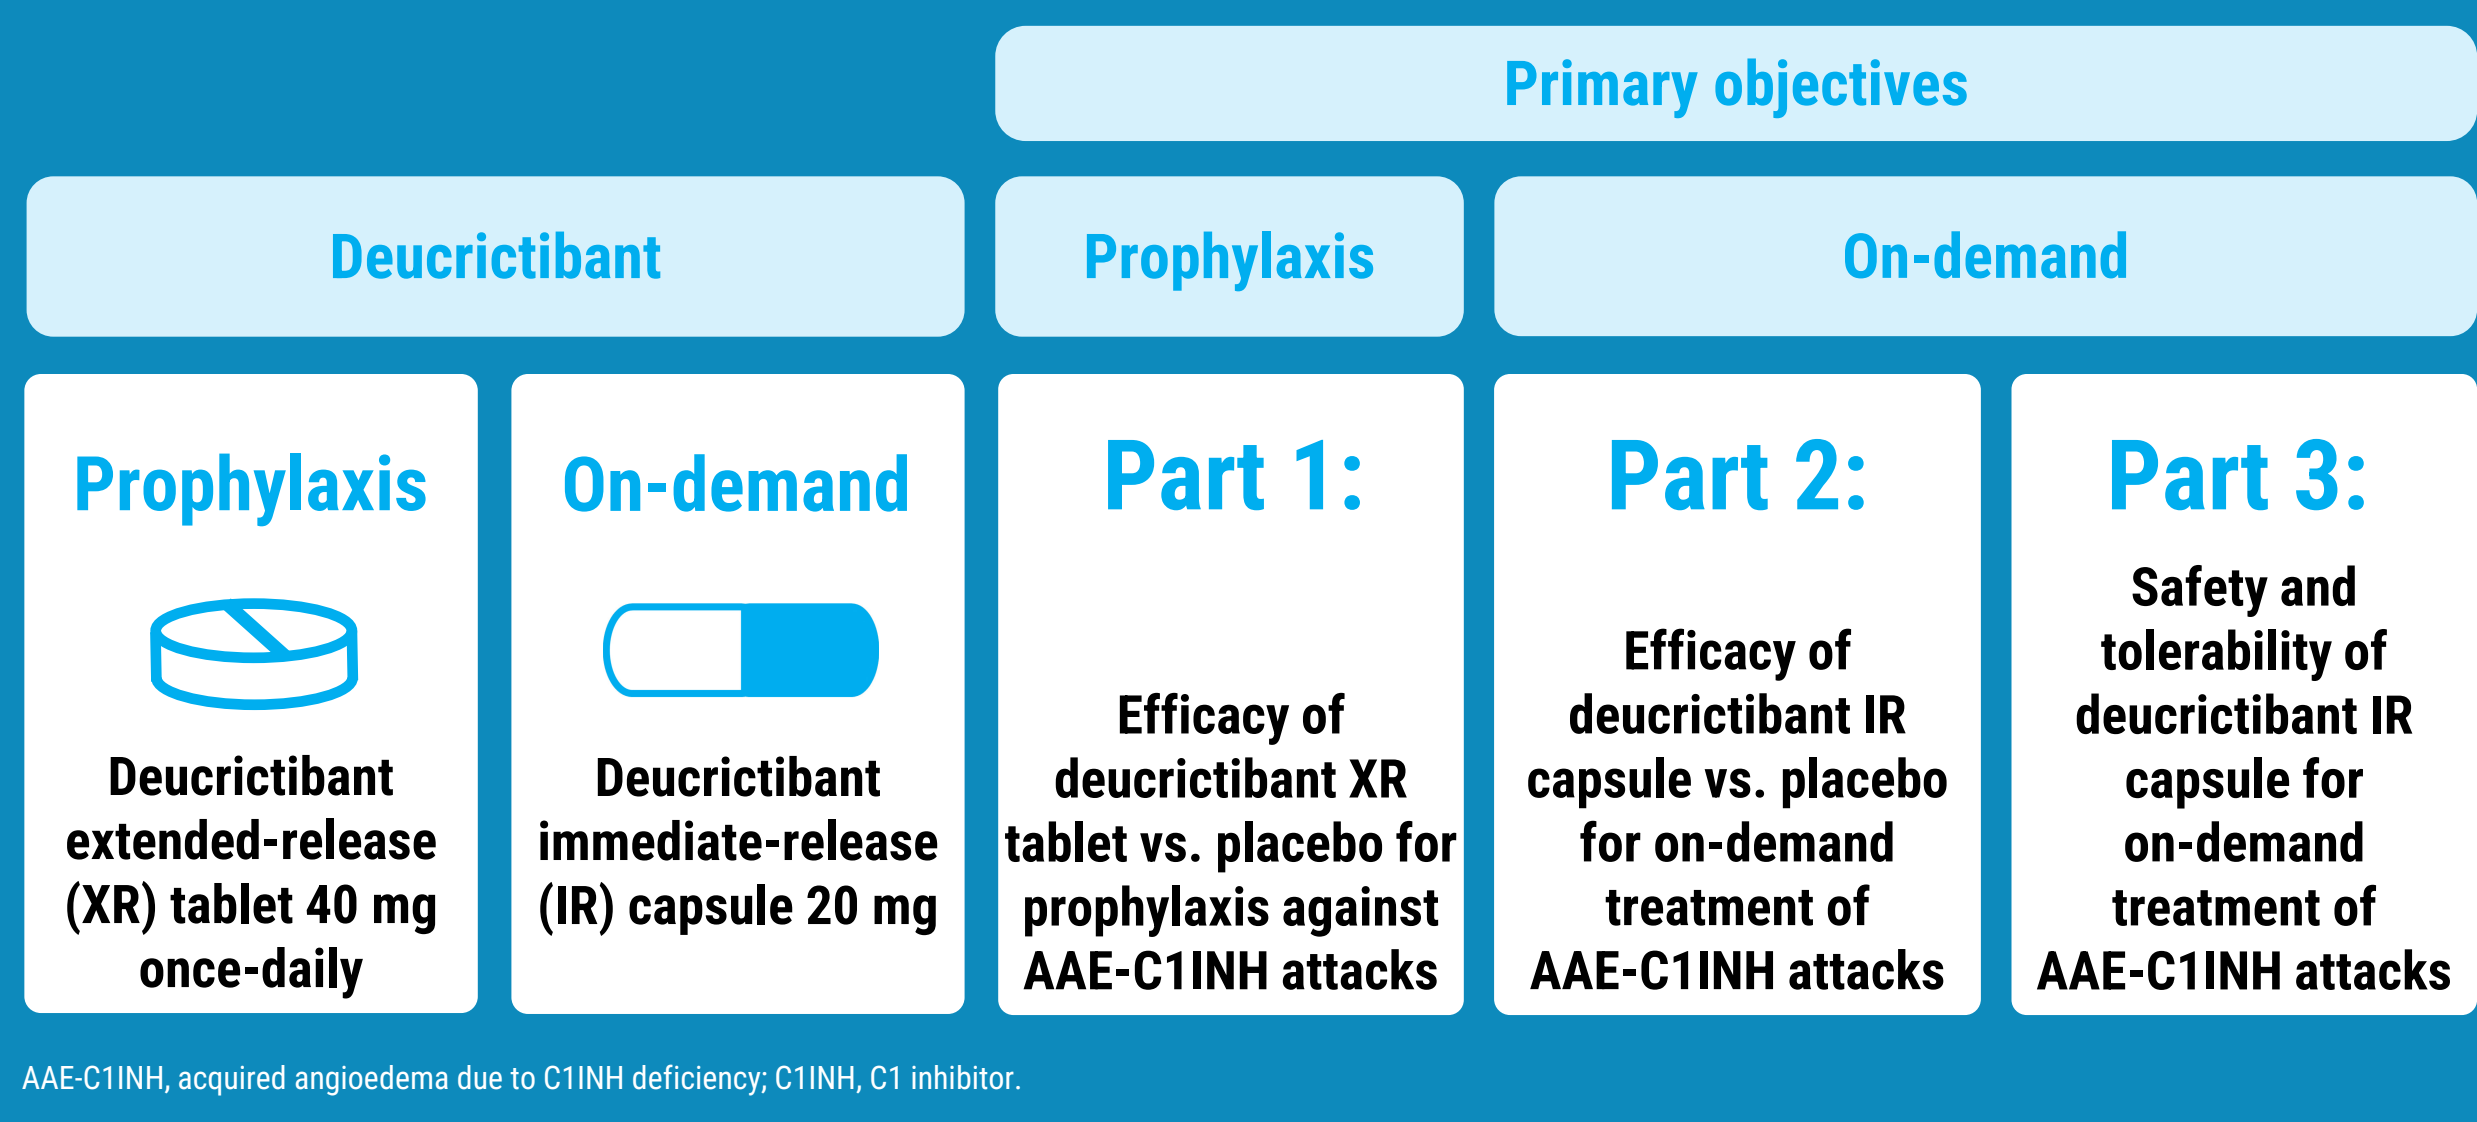 Primary objectives
Deucrictibant
Prophylaxis
On-demand
Prophylaxis
Deucrictibant
extended-release
(XR) tablet 40 mg
once-daily
On-demand
Deucrictibant
immediate-release
(IR) capsule 20 mg
Part 1:
Efficacy of
deucrictibant XR
tablet vs. placebo for
prophylaxis against
AAE-C1INH attacks
Part 2:
Efficacy of
deucrictibant IR
capsule vs. placebo
for on-demand
treatment of
AAE-C1INH attacks
Part 3:
Safety and
tolerability of
deucrictibant IR
capsule for
on-demand
treatment of
AAE-C1INH attacks
AAE-C1INH, acquired angioedema due to C1INH deficiency; C1INH, C1 inhibitor.